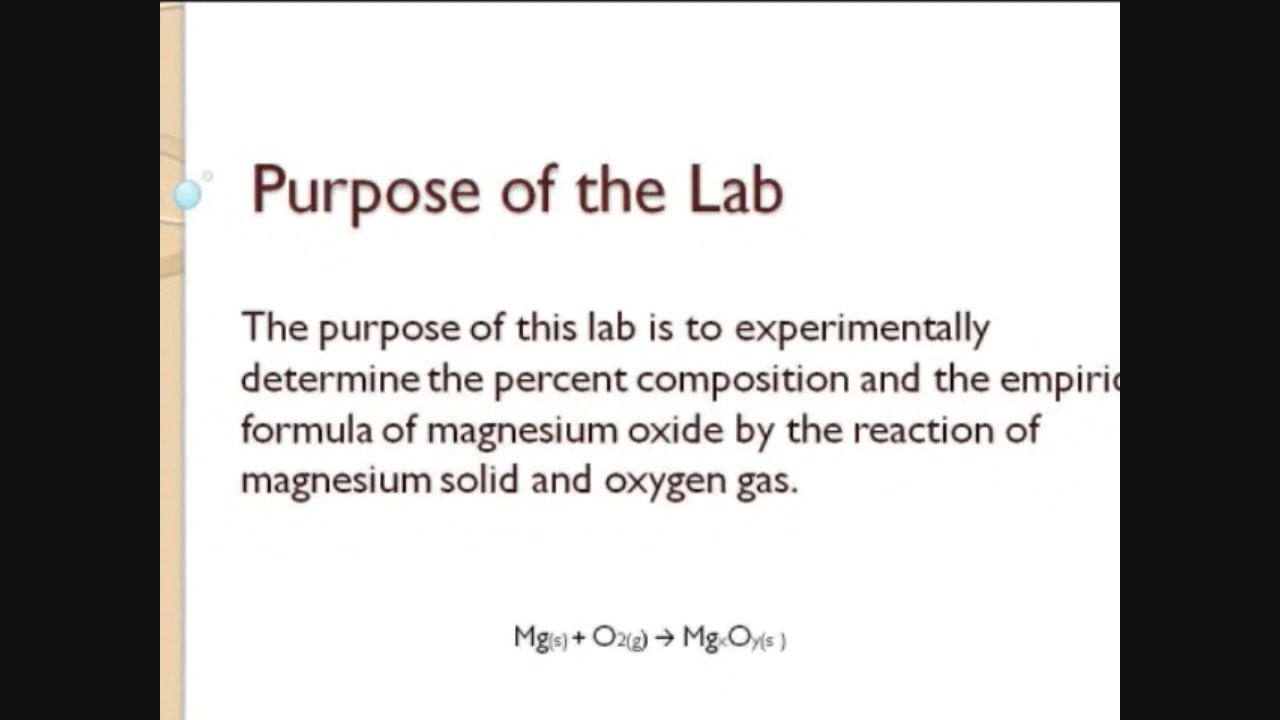 Purpose of the Lab
The purpose of this lab is to experimentally
determine the percent composition and the empiric
formula of magnesium oxide by the reaction of
magnesium solid and oxygen gas.
Mg(s) + O2(g) → MgxOy(s )